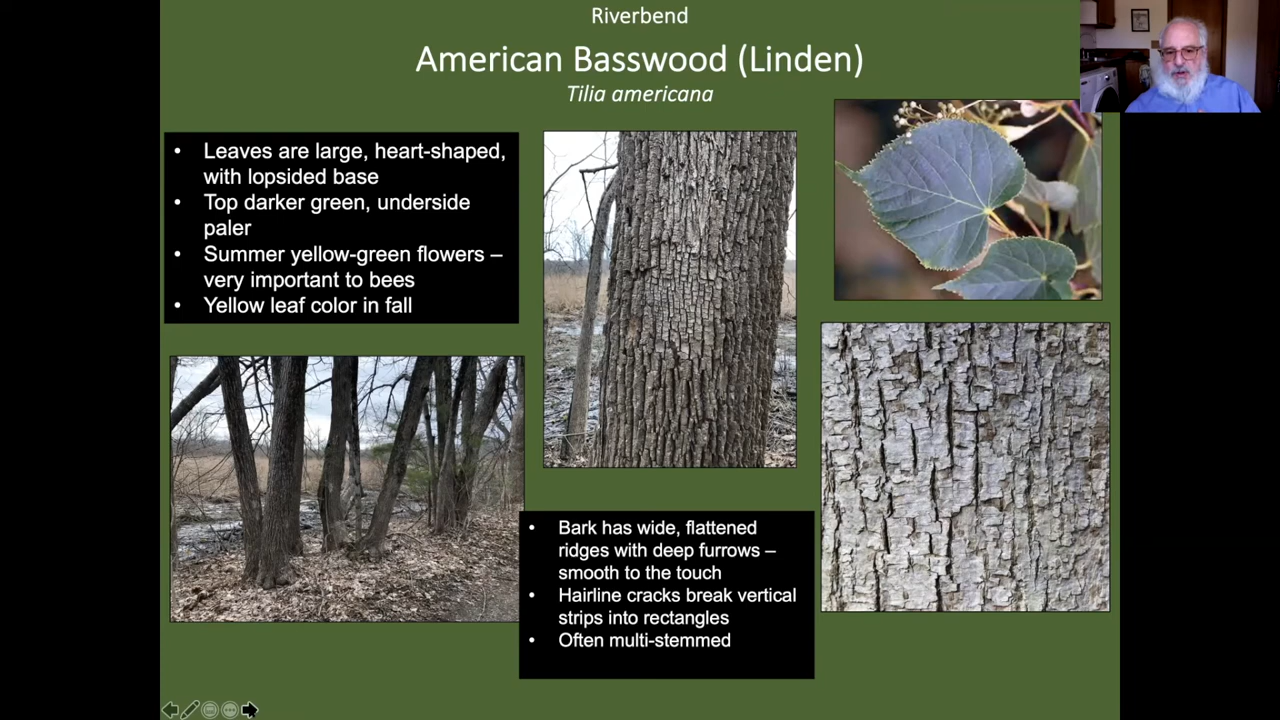 Riverbend
American Basswood (Linden)
Tilia americana
• Leaves are large, heart-shaped,
with lopsided base
• Top darker green, underside
paler
• Summer yellow-green flowers –
very important to bees
• Yellow leaf color in fall
• Bark has wide, flattened
ridges with deep furrows –
smooth to the touch
• Hairline cracks break vertical
strips into rectangles
• Often multi-stemmed